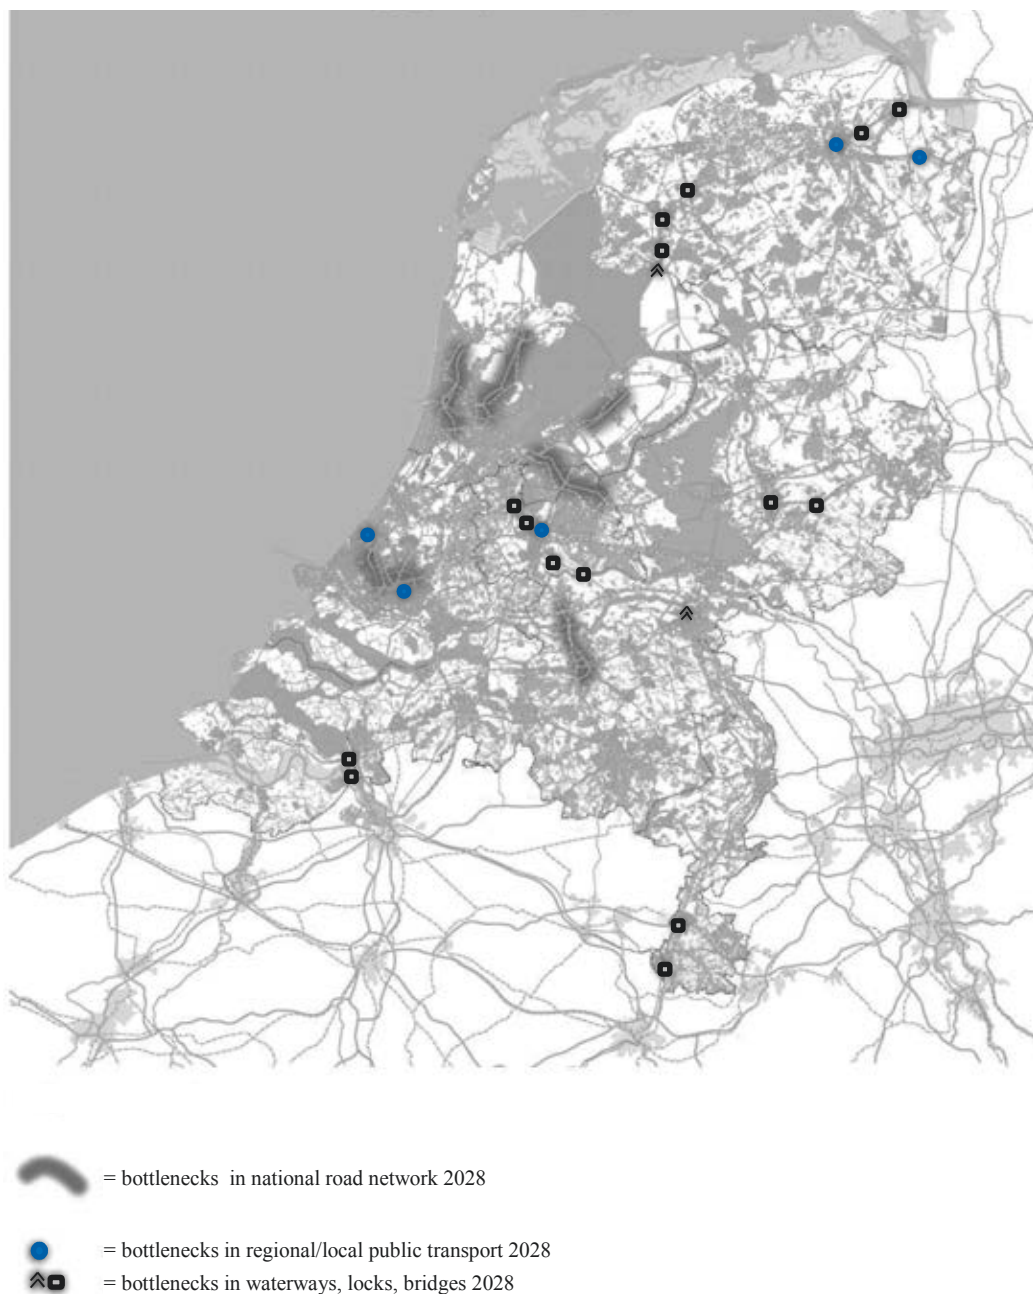 = bottlenecks in national road network 2028
= bottlenecks in regional/local public transport 2028
= bottlenecks in waterways, locks, bridges 2028